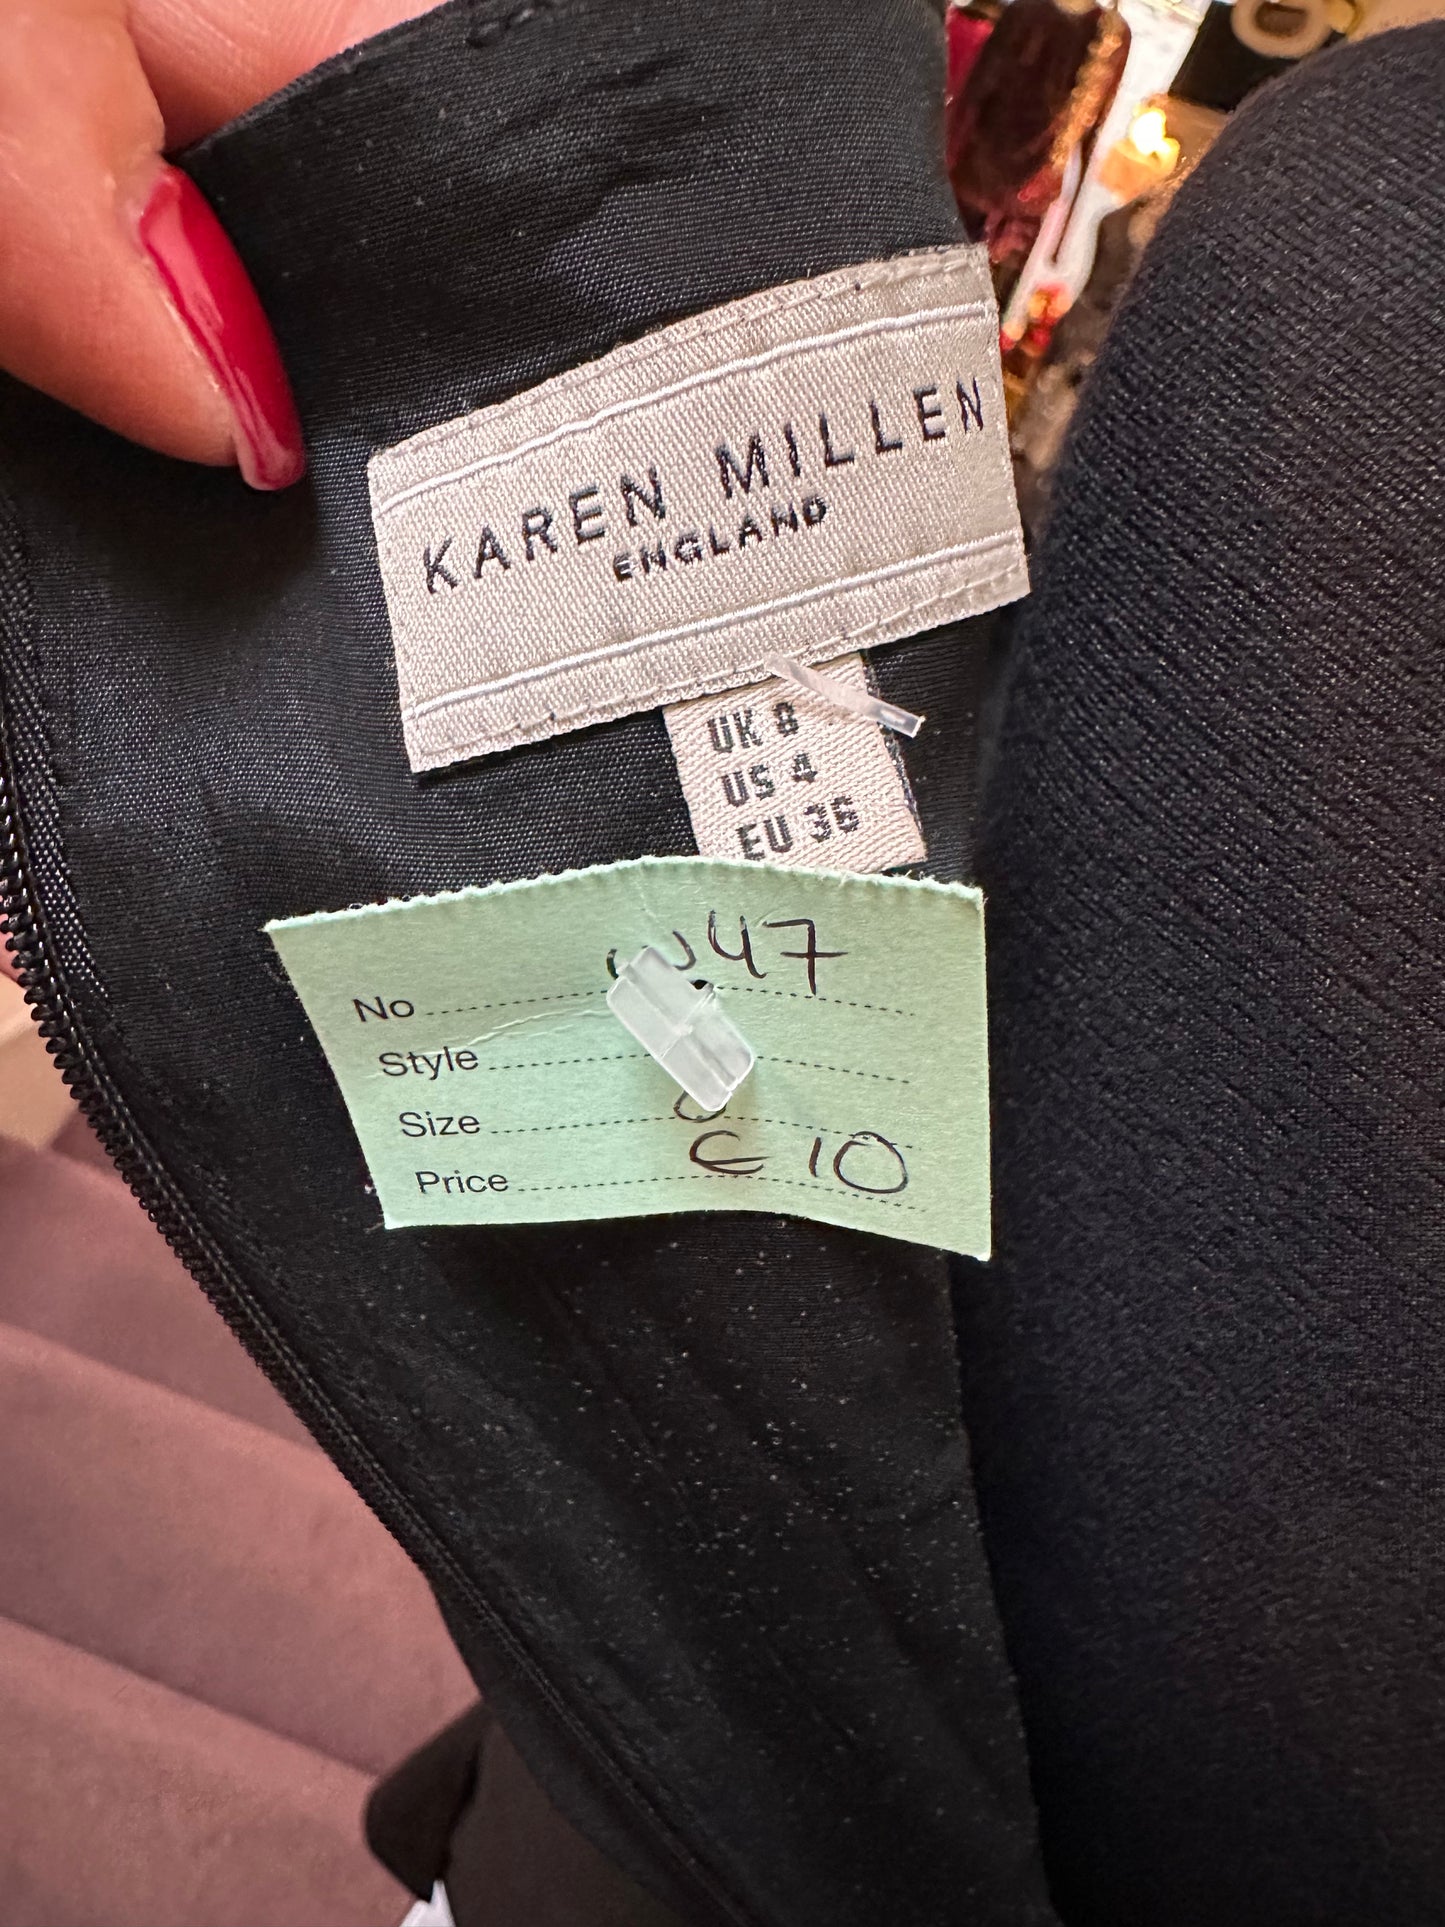 KAREN MILLEN
ENGLAND
UK 8
US 4
EU 36
No 47
Style
Size
Price € 10